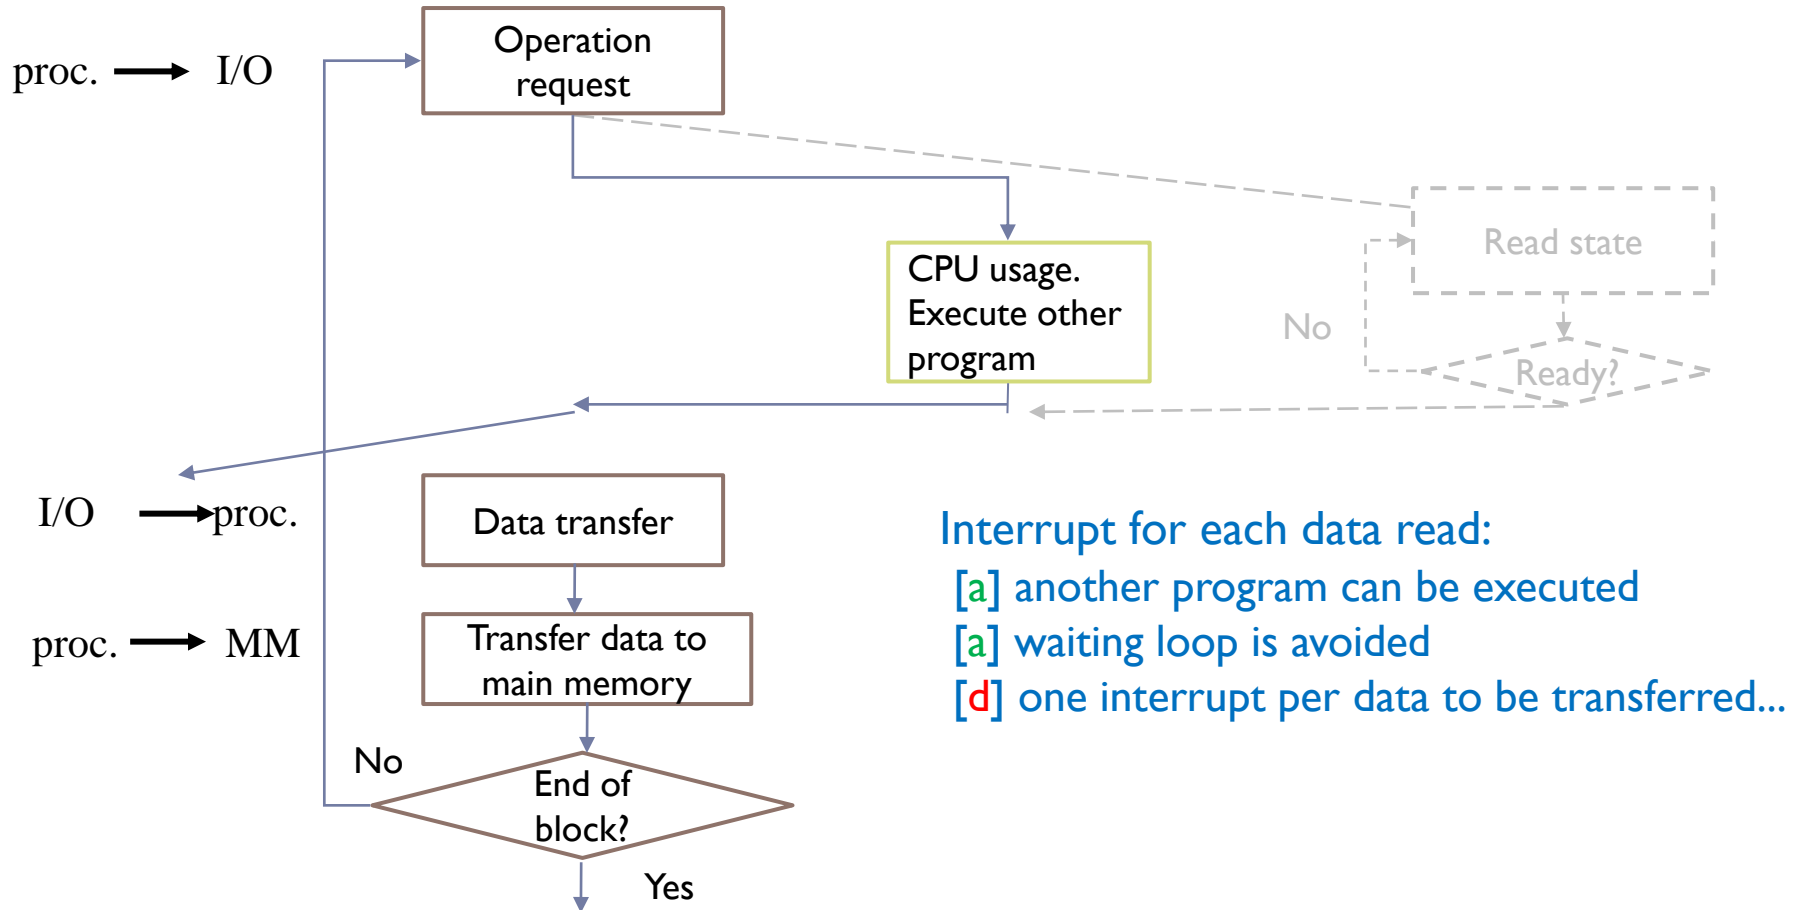 Operation
request
proc. I/O
CPU usage.
Execute other
program
Read state
No
Ready?
I/O proc.
Data transfer
proc. MM
Transfer data to
main memory
No
End of
block?
Yes
Interrupt for each data read:
[a] another program can be executed
[a] waiting loop is avoided
[d] one interrupt per data to be transferred...